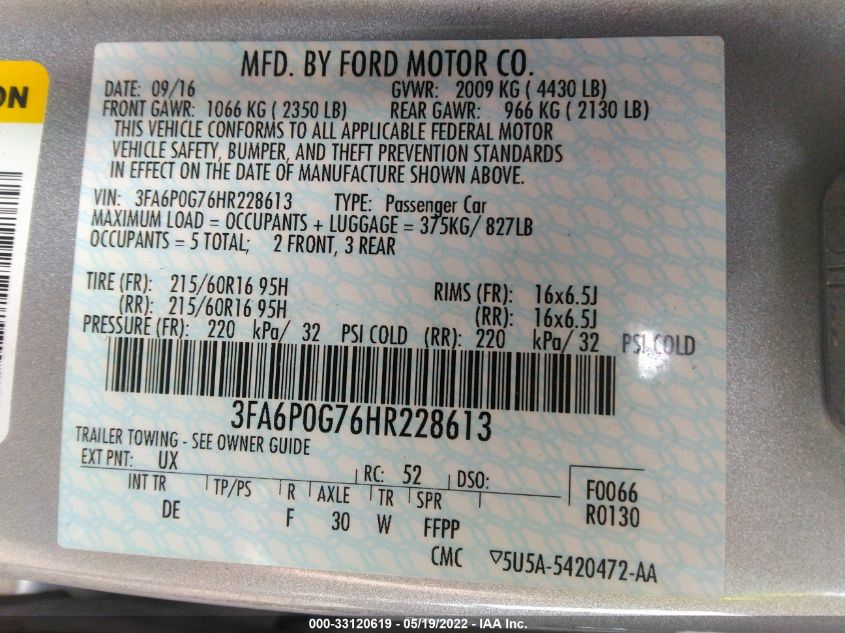 ON
MFD. BY FORD MOTOR CO.
DATE: 09/16 GVWR: 2009 KG ( 4430 LB)
FRONT GAWR: 1066 KG ( 2350 LB) REAR GAWR: 966 KG ( 2130 LB)
THIS VEHICLE CONFORMS TO ALL APPLICABLE FEDERAL MOTOR
VEHICLE SAFETY, BUMPER, AND THEFT PREVENTION STANDARDS
IN EFFECT ON THE DATE OF MANUFACTURE SHOWN ABOVE.
VIN: 3FA6P0G76HR228613 TYPE: Passenger Car
MAXIMUM LOAD = OCCUPANTS + LUGGAGE = 375KG/ 827LB
OCCUPANTS = 5 TOTAL; 2 FRONT, 3 REAR
TIRE (FR): 215/60R16 95H RIMS (FR): 16x6.5J
(RR): 215/60R16 95H (RR): 16x6.5J
PRESSURE (FR): 220 kPa/ 32 PSI COLD (RR): 220 kPa/ 32 PSI COLD
3FA6P0G76HR228613
TRAILER TOWING - SEE OWNER GUIDE
EXT PNT: UX RC: 52 DSO:
INT TR TP/PS R AXLE TR SPR F0066
DE F 30 W FFPP R0130
CMC ▽5U5A-5420472-AA
000-33120619 - 05/19/2022 - IAA Inc.